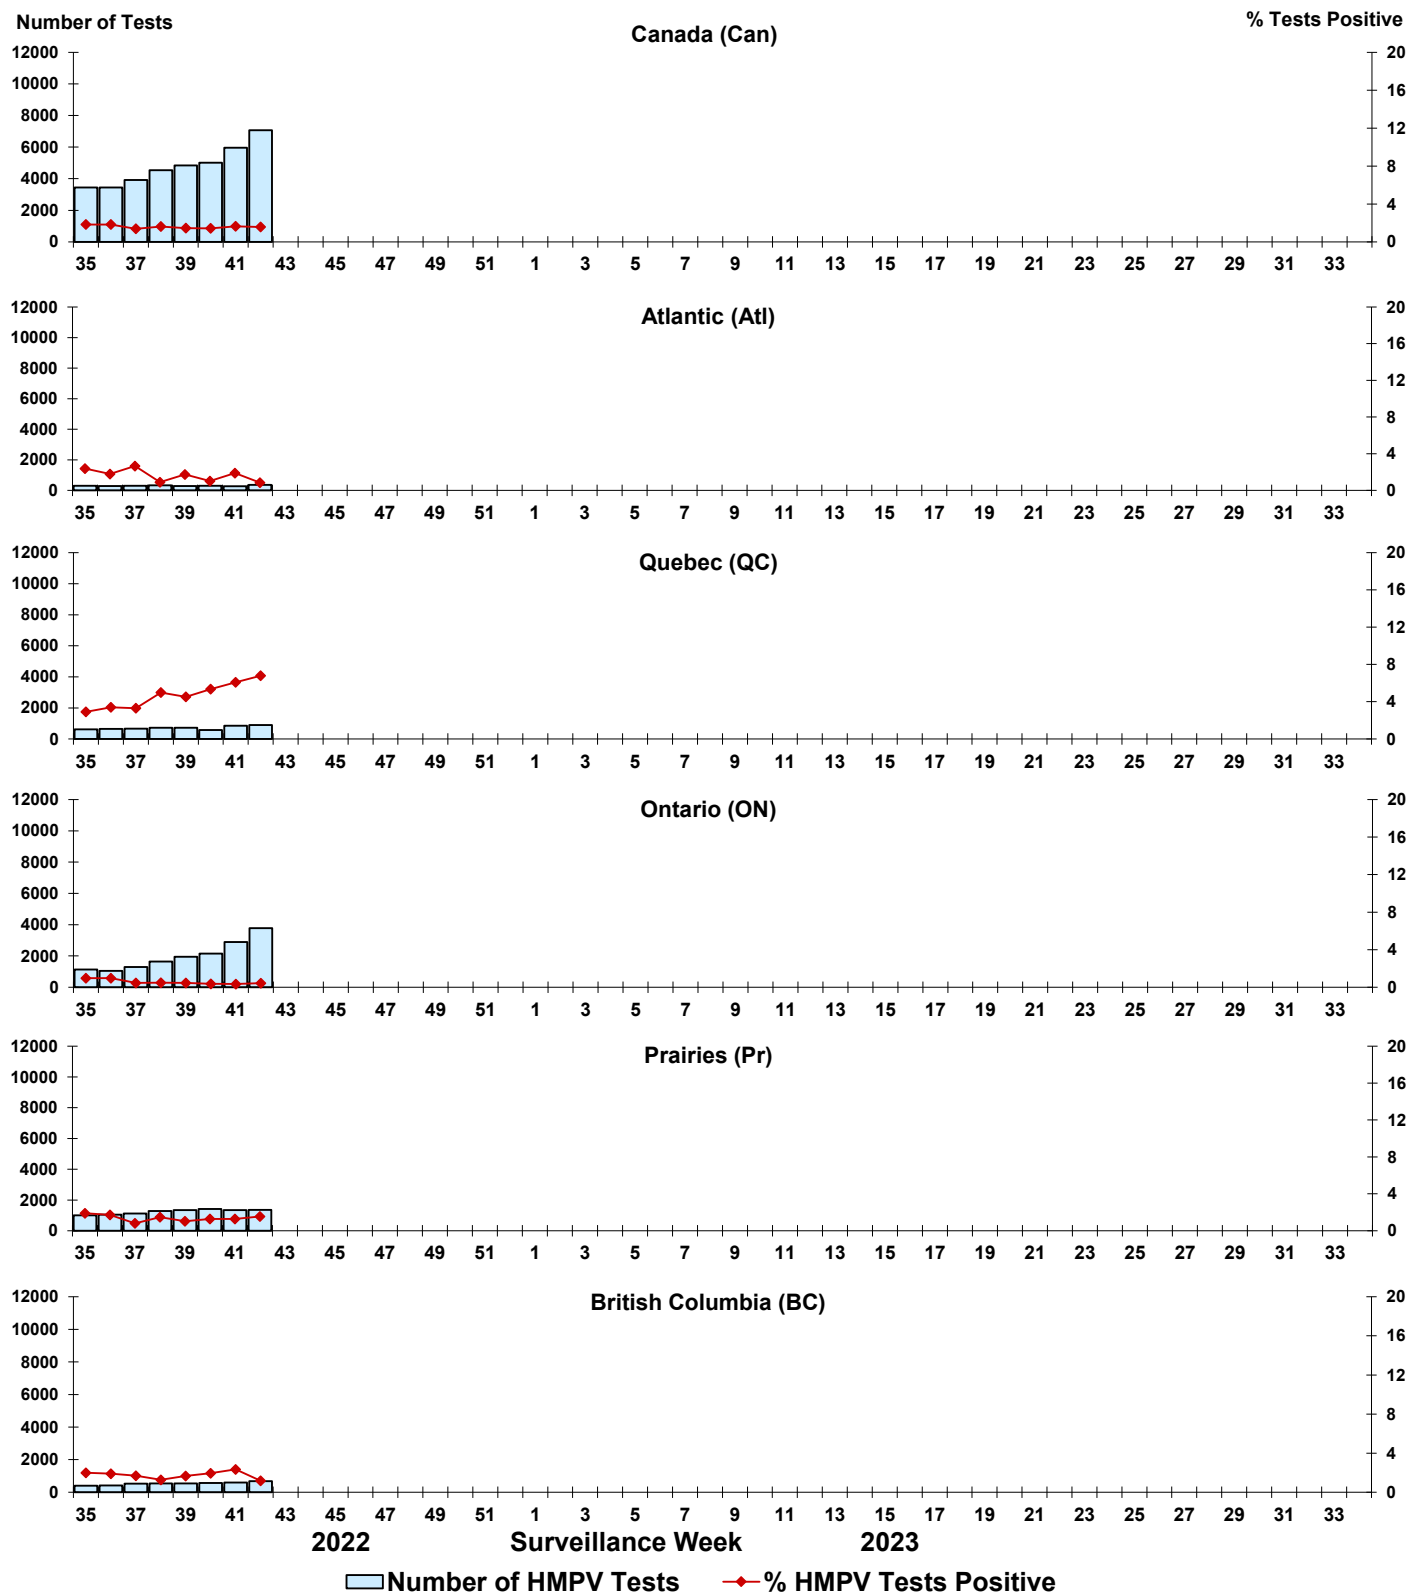 Number of Tests
% Tests Positive
Canada (Can)
12000 20
10000 16
8000 12
6000 8
4000 4
2000 0
0
35 37 39 41 43 45 47 49 51 1 3 5 7 9 11 13 15 17 19 21 23 25 27 29 31 33
Atlantic (Atl)
12000 20
10000 16
8000 12
6000 8
4000 4
2000 0
0
35 37 39 41 43 45 47 49 51 1 3 5 7 9 11 13 15 17 19 21 23 25 27 29 31 33
Quebec (QC)
12000 20
10000 16
8000 12
6000 8
4000 4
2000 0
0
35 37 39 41 43 45 47 49 51 1 3 5 7 9 11 13 15 17 19 21 23 25 27 29 31 33
Ontario (ON)
12000 20
10000 16
8000 12
6000 8
4000 4
2000 0
0
35 37 39 41 43 45 47 49 51 1 3 5 7 9 11 13 15 17 19 21 23 25 27 29 31 33
Prairies (Pr)
12000 20
10000 16
8000 12
6000 8
4000 4
2000 0
0
35 37 39 41 43 45 47 49 51 1 3 5 7 9 11 13 15 17 19 21 23 25 27 29 31 33
British Columbia (BC)
12000 20
10000 16
8000 12
6000 8
4000 4
2000 0
0
35 37 39 41 43 45 47 49 51 1 3 5 7 9 11 13 15 17 19 21 23 25 27 29 31 33
2022 Surveillance Week 2023
Number of HMPV Tests % HMPV Tests Positive